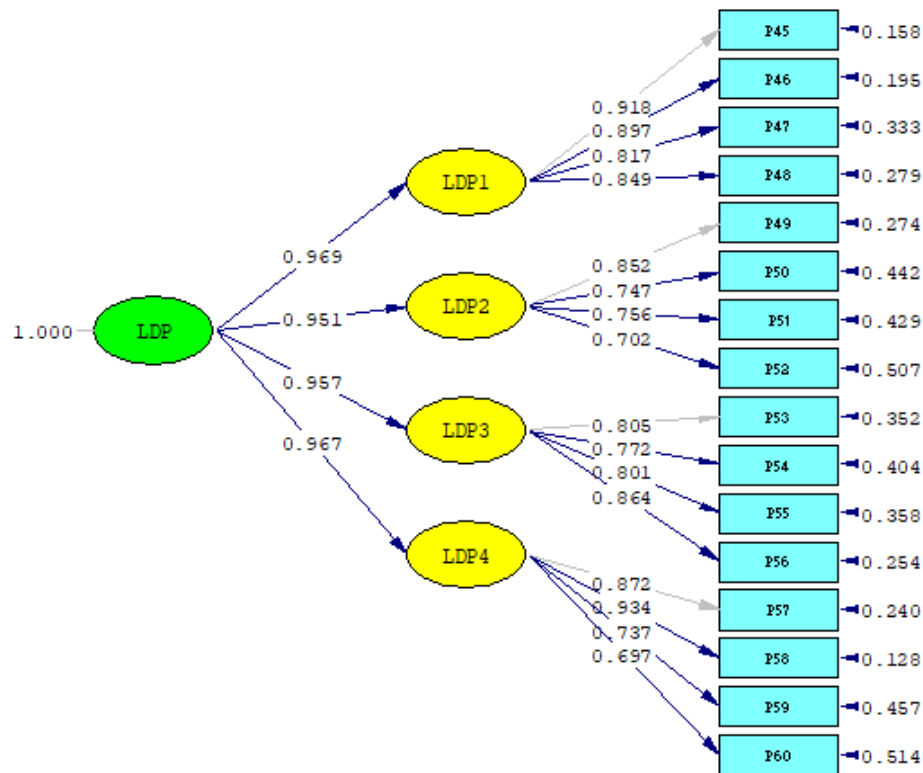 P45 0.158
P46 0.195
0.918
0.897
P47 0.333
0.817
LDP1 0.849 P48 0.279
P49 0.274
0.969
0.852
P50 0.442
0.747
LDP2
0.756
0.951 P51 0.429
1.000 LDP
0.702
P52 0.507
0.957
P53 0.352
0.805
LDP3
0.967 0.772
P54 0.404
0.801
0.864
P55 0.358
LDP4
P56 0.254
0.872
0.934 P57 0.240
0.737
0.697
P58 0.128
P59 0.457
P60 0.514